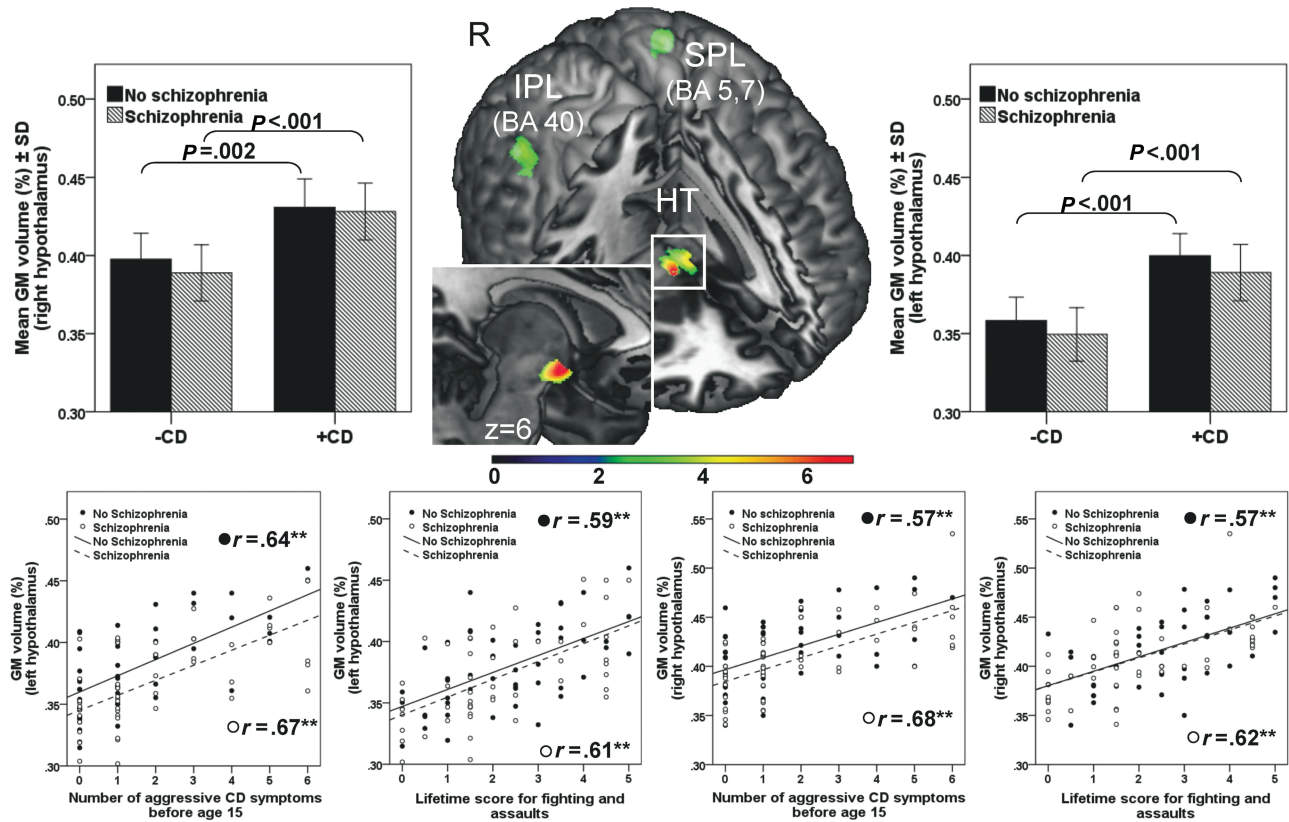 Mean GM volume (%) ± SD
(right hypothalamus)
0.50
0.45
0.40
0.35
0.30
No schizophrenia
Schizophrenia
P<.001
P=.002
-CD
+CD
R
SPL
(BA 5,7)
IPL
(BA 40)
HT
z=6
0
2
4
6
Mean GM volume (%) ± SD
(left hypothalamus)
0.50
0.45
0.40
0.35
0.30
No schizophrenia
Schizophrenia
P<.001
P<.001
-CD
+CD
GM volume (%)
(left hypothalamus)
.50
.45
.40
.35
.30
No Schizophrenia
Schizophrenia
No Schizophrenia
Schizophrenia
r=.64**
r=.67**
0 1 2 3 4 5 6
Number of aggressive CD symptoms
before age 15
GM volume (%)
(left hypothalamus)
.50
.45
.40
.35
.30
No Schizophrenia
Schizophrenia
No Schizophrenia
Schizophrenia
r=.59**
r=.61**
0 1 2 3 4 5
Lifetime score for fighting and
assaults
GM volume (%)
(right hypothalamus)
.55
.50
.45
.40
.35
.30
No schizophrenia
Schizophrenia
No schizophrenia
Schizophrenia
r=.57**
r=.68**
0 1 2 3 4 5 6
Number of aggressive CD symptoms
before age 15
GM volume (%)
(right hypothalamus)
.55
.50
.45
.40
.35
.30
No Schizophrenia
Schizophrenia
No Schizophrenia
Schizophrenia
r=.57**
r=.62**
0 1 2 3 4 5
Lifetime score for fighting and
assaults